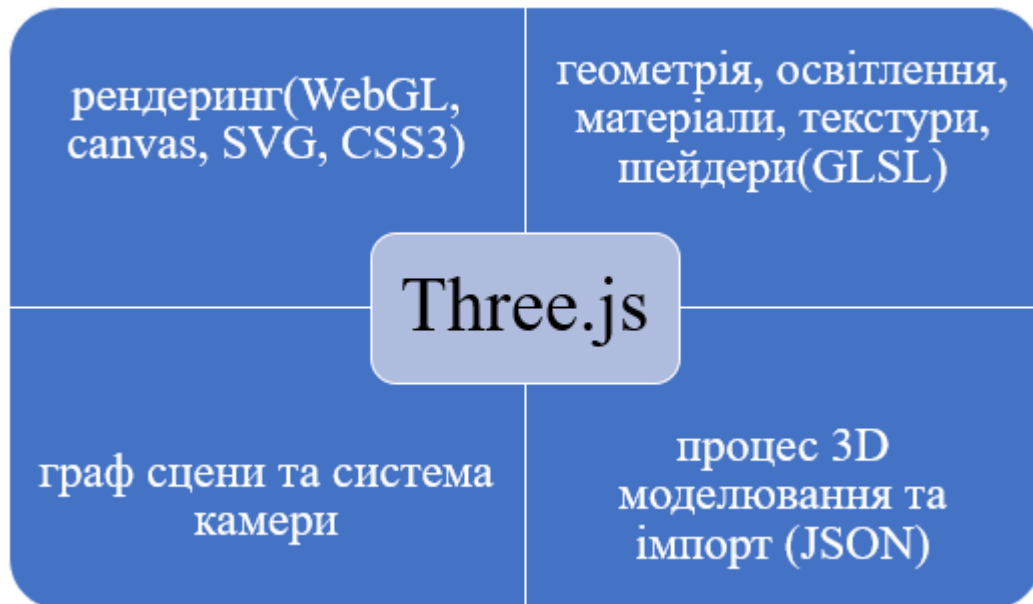 рендеринг(WebGL,
canvas, SVG, CSS3)
геометрія, освітлення,
матеріали, текстури,
шейдери(GLSL)
Three.js
граф сцени та система
камери
процес 3D
моделювання та
імпорт (JSON)